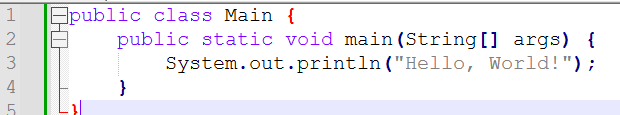 1 public class Main {
2 public static void main(String[] args) {
3 System.out.println("Hello, World!");
4 }
5 }